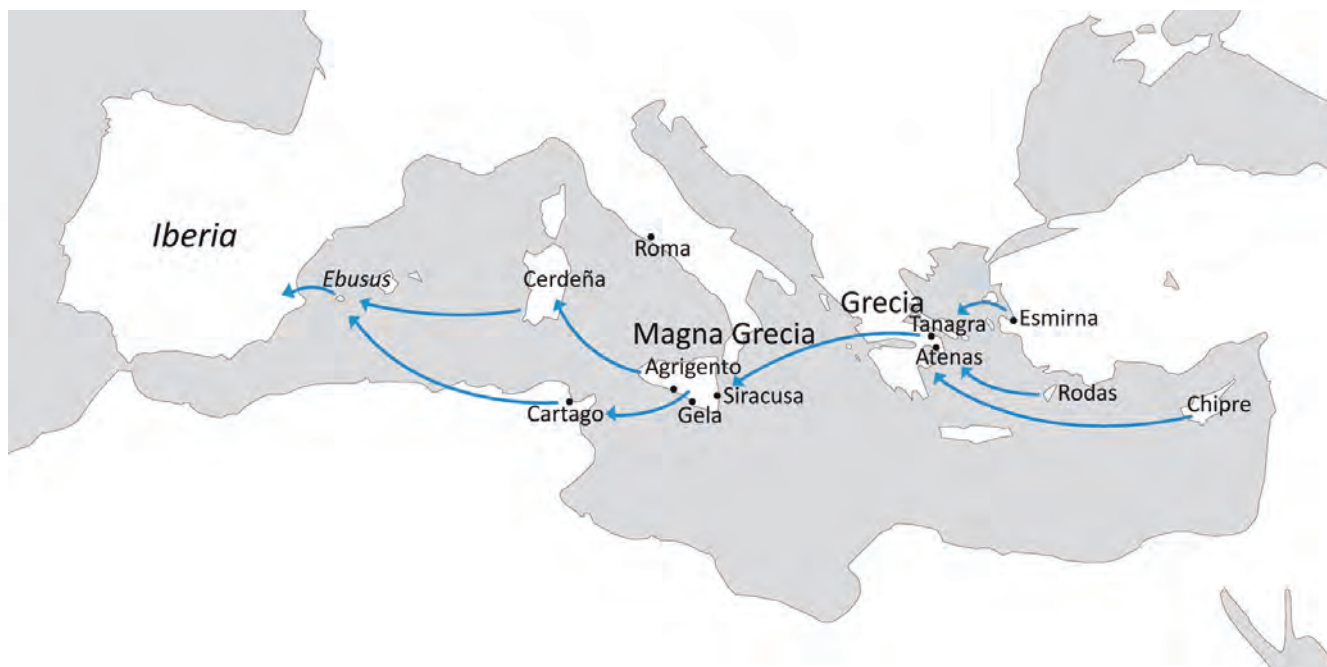 Iberia
Roma
Ebusus
Cerdeña
Grecia
Tanagra
Esmirna
Magna Grecia
Atenas
Agrigento
Siracusa
Rodas
Chipre
Cartago
Gela